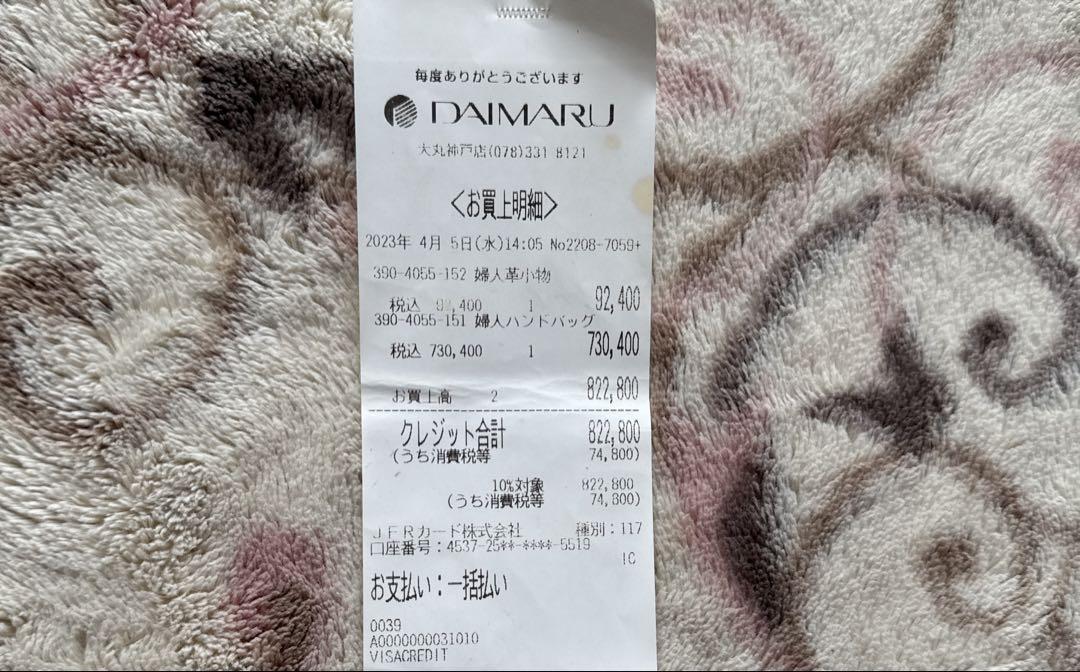 毎度ありがとうございます
DAIMARU
大丸神戸店(078)331 8121
<お買上明細>
2023年 4月 5日(水)14:05 No2208-7059+
390-4055-152 婦人革小物
税込 92,400 1 92,400
390-4055-151 婦人ハンドバッグ
税込 730,400 1 730,400
お買上高 2 822,800
クレジット合計 822,800
(うち消費税等 74,800)
10%対象 822,800
(うち消費税等 74,800)
JFRカード株式会社 種別:117
口座番号:4537-25**-****-5519
IC
お支払い:一括払い
0039
A0000000031010
VISACREDIT